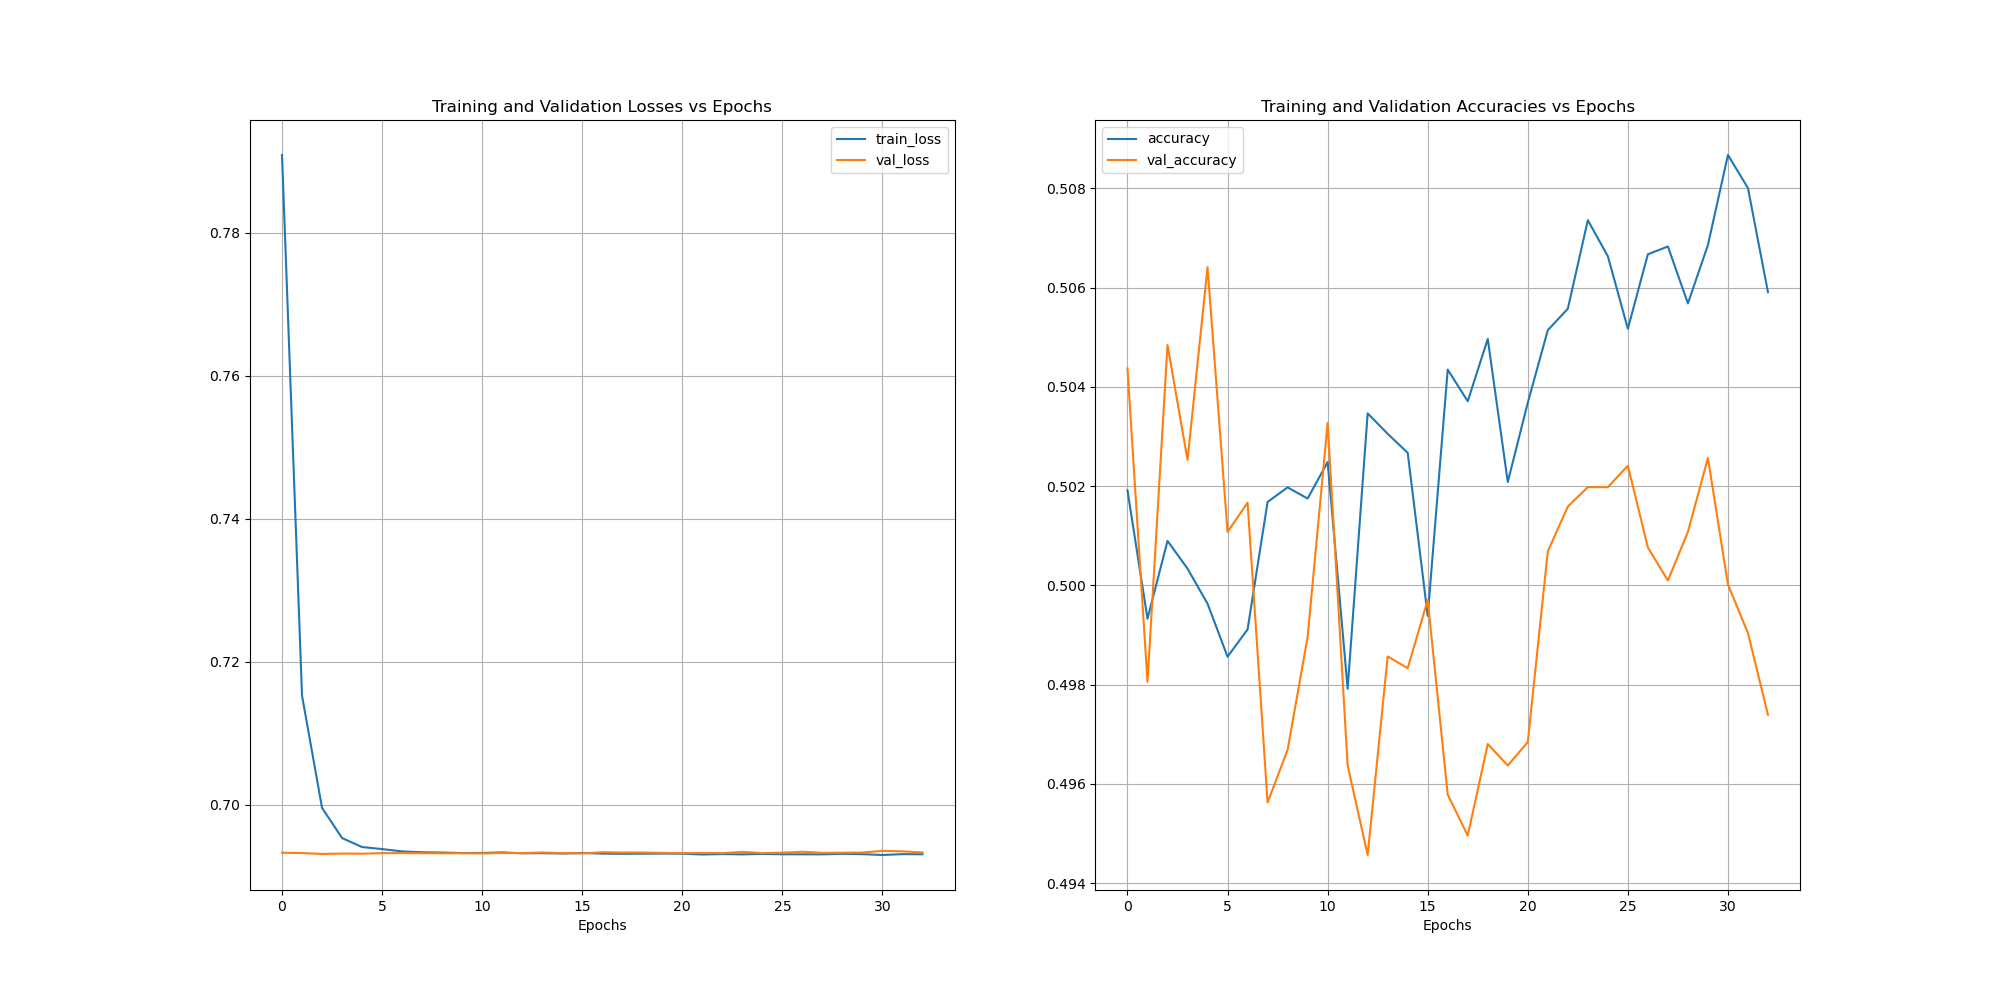 Training and Validation Losses vs Epochs
train_loss
val_loss
0.78
0.76
0.74
0.72
0.70
0 5 10 15 20 25 30
Epochs
Training and Validation Accuracies vs Epochs
accuracy
val_accuracy
0.508
0.506
0.504
0.502
0.500
0.498
0.496
0.494
0 5 10 15 20 25 30
Epochs